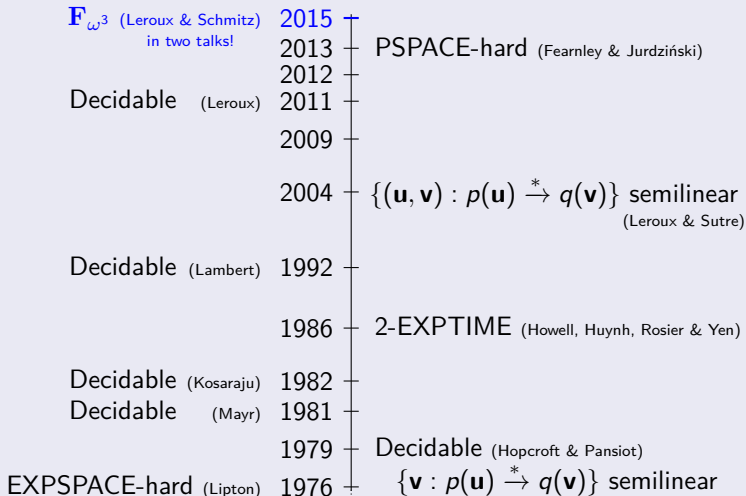 𝐅_ω³ (Leroux & Schmitz) 2015
in two talks!
2013 PSPACE-hard (Fearnley & Jurdziński)
2012
Decidable (Leroux) 2011
2009
2004 {(𝐮, 𝐯) : p(𝐮) →* q(𝐯)} semilinear
(Leroux & Sutre)
Decidable (Lambert) 1992
1986 2-EXPTIME (Howell, Huynh, Rosier & Yen)
Decidable (Kosaraju) 1982
Decidable (Mayr) 1981
1979 Decidable (Hopcroft & Pansiot)
EXPSPACE-hard (Lipton) 1976 {𝐯 : p(𝐮) →* q(𝐯)} semilinear